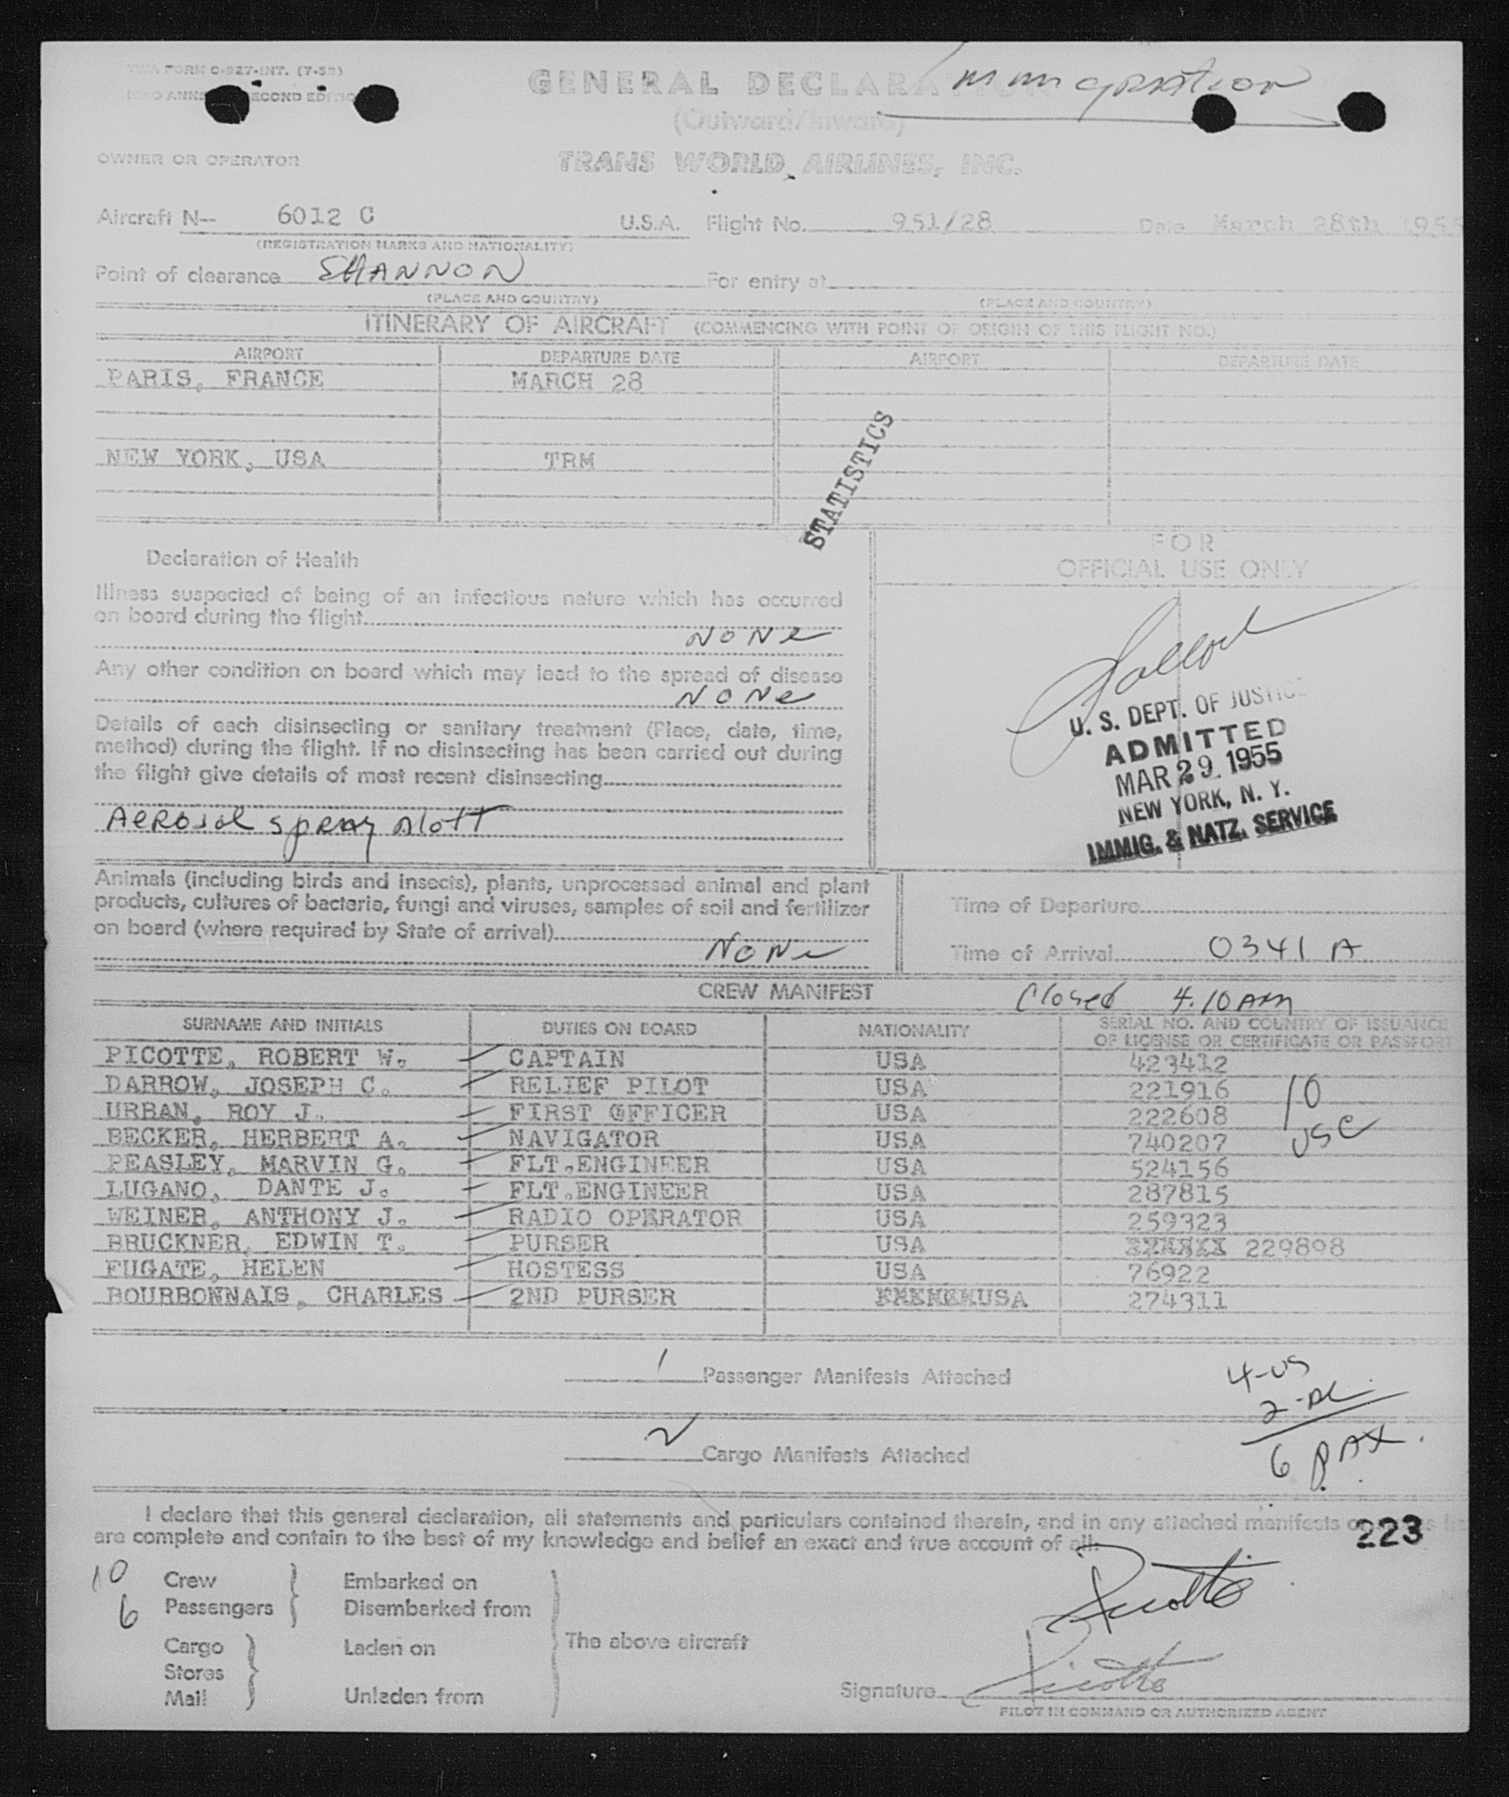 TWA FORM C-927-INT. (7-52)
Immigration
GENERAL DECLARATION
(Outward/Inward)
OWNER OR OPERATOR
TRANS WORLD AIRLINES, INC.
Aircraft N-- 6012 C U.S.A. Flight No. 951/28 Date March 28th 1955
(REGISTRATION MARKS AND NATIONALITY)
Point of clearance SHANNON For entry at
(PLACE AND COUNTRY) (PLACE AND COUNTRY)
ITINERARY OF AIRCRAFT (COMMENCING WITH POINT OF ORIGIN OF THIS FLIGHT NO.)
AIRPORT DEPARTURE DATE AIRPORT DEPARTURE DATE
PARIS, FRANCE MARCH 28
NEW YORK, USA TRM
STATISTICS
FOR
OFFICIAL USE ONLY
Declaration of Health
Illness suspected of being of an infectious nature which has occurred
on board during the flight
NONe
Any other condition on board which may lead to the spread of disease
NONe
Details of each disinsecting or sanitary treatment (Place, date, time,
method) during the flight. If no disinsecting has been carried out during
the flight give details of most recent disinsecting
Aerosol spray aloft
U. S. DEPT. OF JUSTICE
ADMITTED
MAR 29 1955
NEW YORK, N. Y.
IMMIG. & NATZ. SERVICE
Animals (including birds and insects), plants, unprocessed animal and plant
products, cultures of bacteria, fungi and viruses, samples of soil and fertilizer
on board (where required by State of arrival)
NONe
Time of Departure
Time of Arrival 0341 A
CREW MANIFEST Closed 4:10 AM
SURNAME AND INITIALS DUTIES ON BOARD NATIONALITY SERIAL NO. AND COUNTRY OF ISSUANCE
OF LICENSE OR CERTIFICATE OR PASSPORT
PICOTTE, ROBERT W. CAPTAIN USA 423412
DARROW, JOSEPH C. RELIEF PILOT USA 221916
URBAN, ROY J. FIRST OFFICER USA 222608
BECKER, HERBERT A. NAVIGATOR USA 740207
PEASLEY, MARVIN G. FLT.ENGINEER USA 524156
LUGANO, DANTE J. FLT.ENGINEER USA 287815
WEINER, ANTHONY J. RADIO OPERATOR USA 259323
BRUCKNER, EDWIN T. PURSER USA 229898
FUGATE, HELEN HOSTESS USA 76922
BOURBONNAIS, CHARLES 2ND PURSER USA 274311
10
USC
1 Passenger Manifests Attached
2 Cargo Manifests Attached
4-US
2-AL
6 PAX.
I declare that this general declaration, all statements and particulars contained therein, and in any attached manifests
are complete and contain to the best of my knowledge and belief an exact and true account of all:
223
10 Crew Embarked on
6 Passengers Disembarked from
The above aircraft
Cargo Laden on
Stores
Mail Unladen from
Picotte
Signature Picotte
PILOT IN COMMAND OR AUTHORIZED AGENT